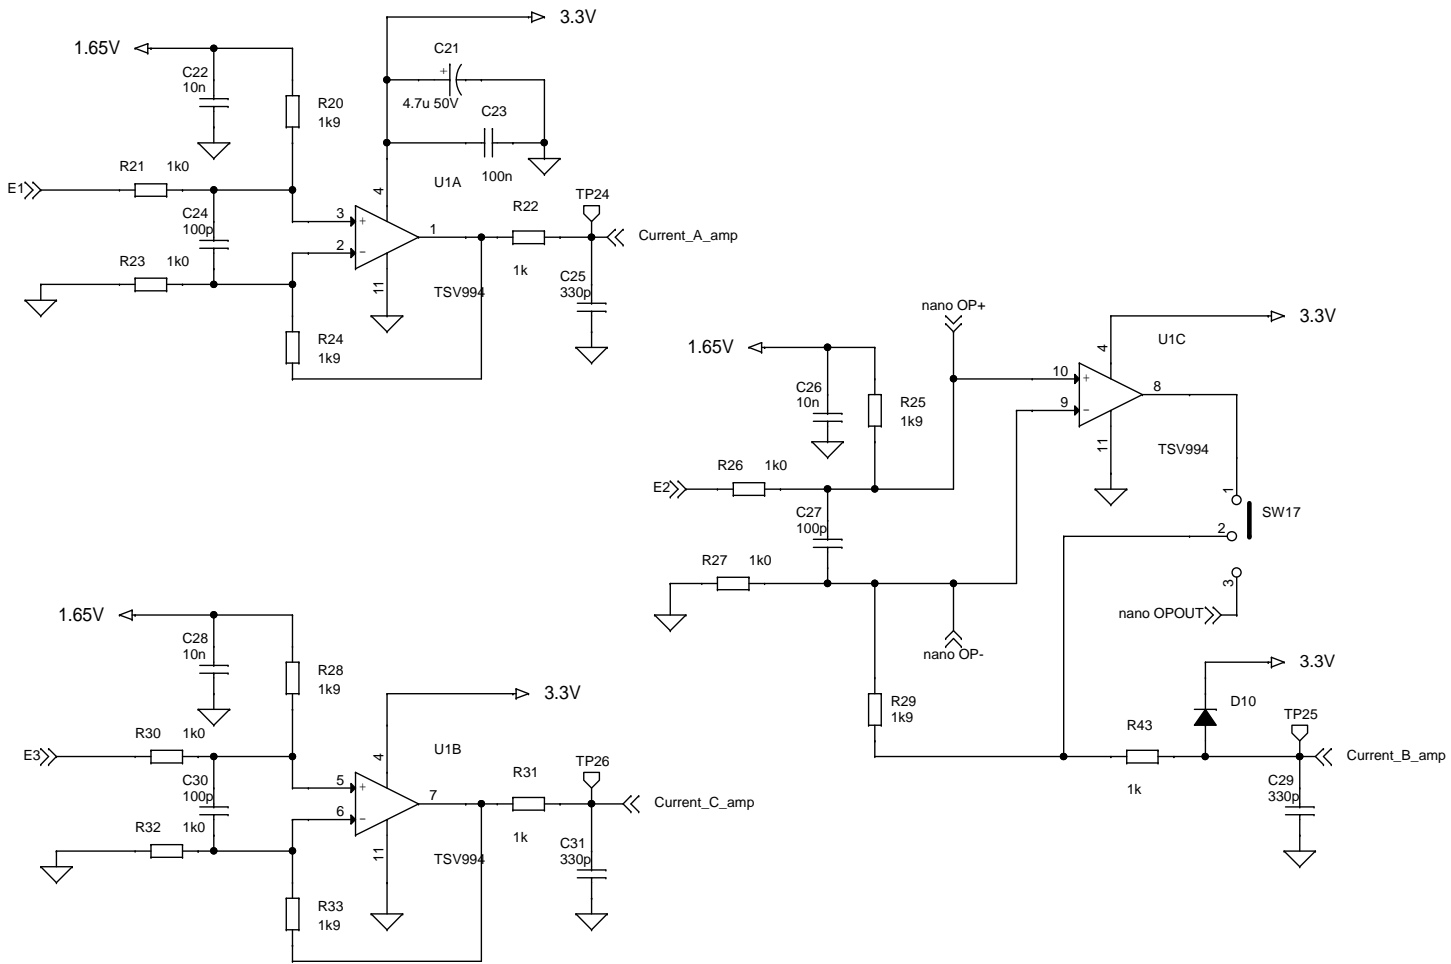 3.3V
1.65V
C21
+
4.7u 50V
C22
10n
R20
1k9
C23
100n
R21 1k0
E1
U1A
4
3
+
2
−
1
11
TSV994
C24
100p
R23 1k0
R24
1k9
R22
1k
TP24
Current_A_amp
C25
330p
nano OP+
3.3V
U1C
4
1.65V
10
+
9
−
8
11
TSV994
C26
10n
R25
1k9
R26 1k0
E2
C27
100p
R27 1k0
1
2
3
SW17
nano OPOUT
nano OP-
3.3V
R29
1k9
D10
R43
1k
TP25
Current_B_amp
C29
330p
1.65V
C28
10n
R28
1k9
3.3V
R30 1k0
E3
U1B
4
5
+
6
−
7
11
TSV994
C30
100p
R32 1k0
R33
1k9
R31
1k
TP26
Current_C_amp
C31
330p